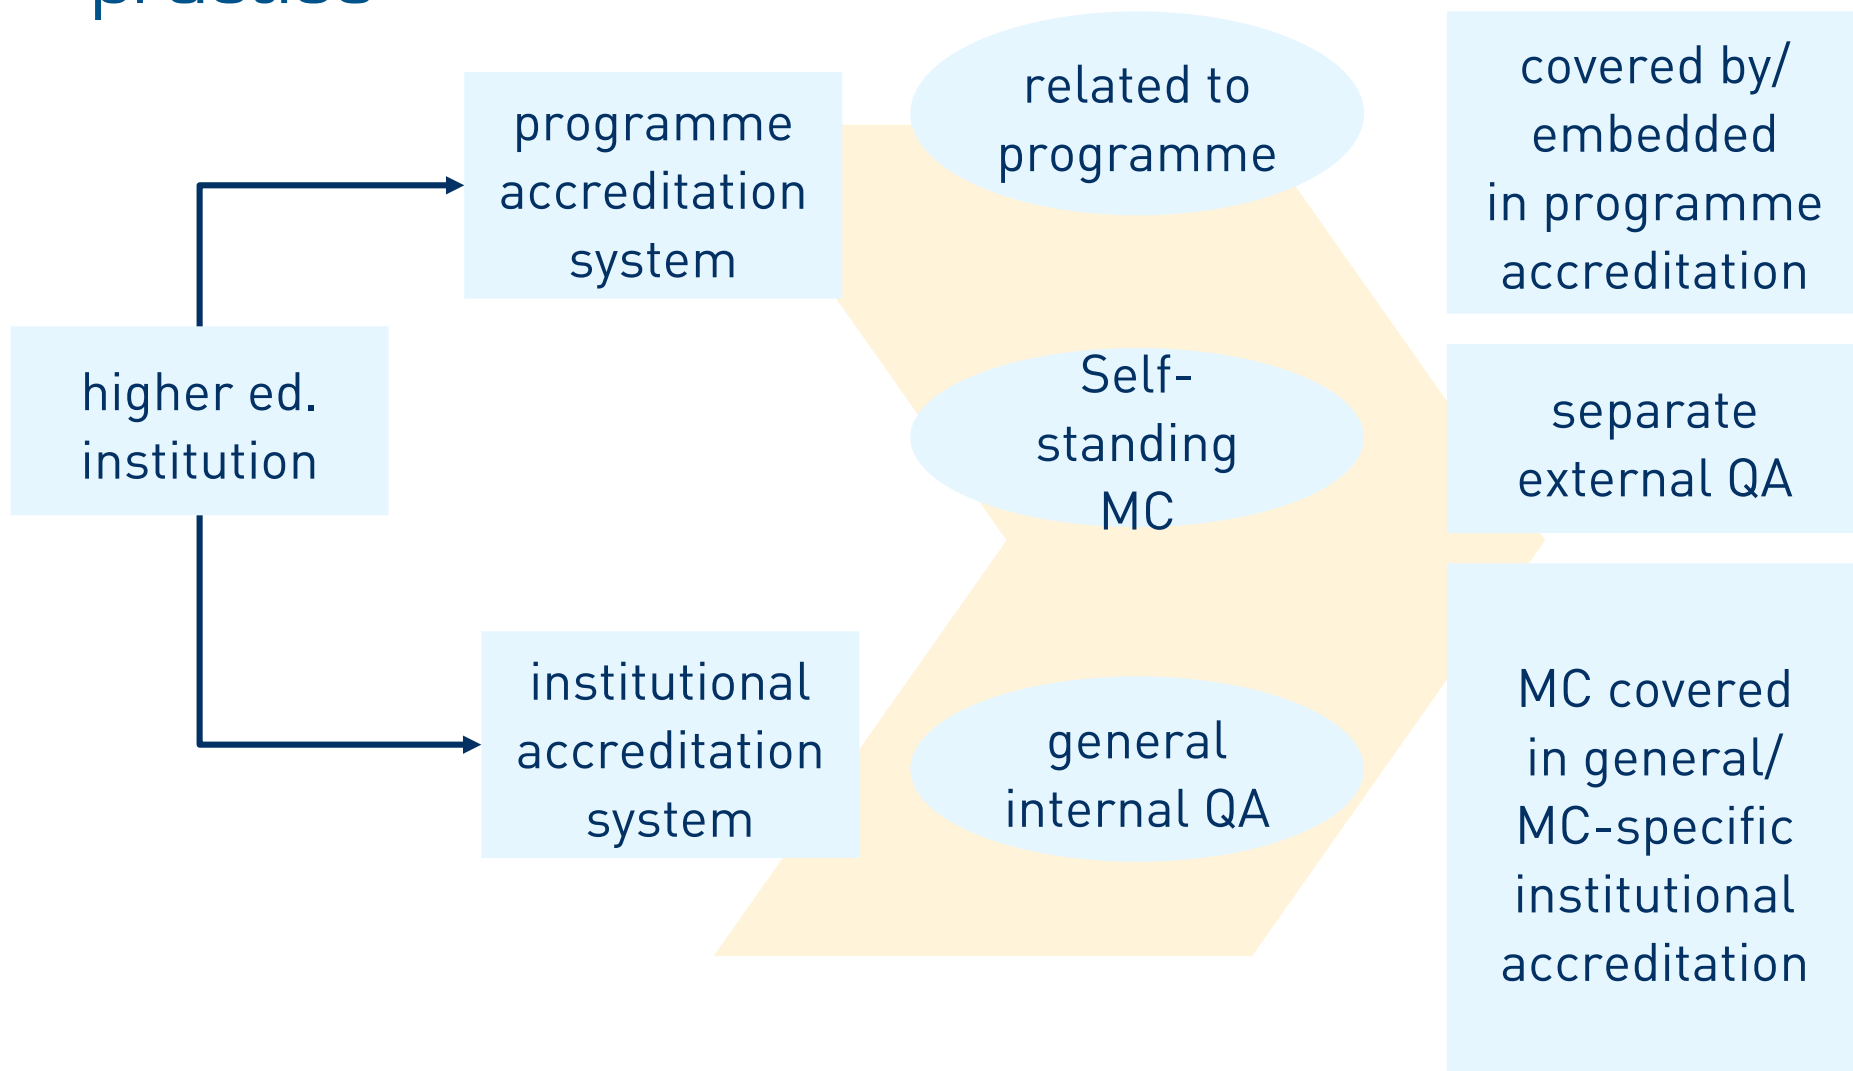 higher ed.
institution
programme
accreditation
system
institutional
accreditation
system
related to
programme
Self-
standing
MC
general
internal QA
covered by/
embedded
in programme
accreditation
separate
external QA
MC covered
in general/
MC-specific
institutional
accreditation